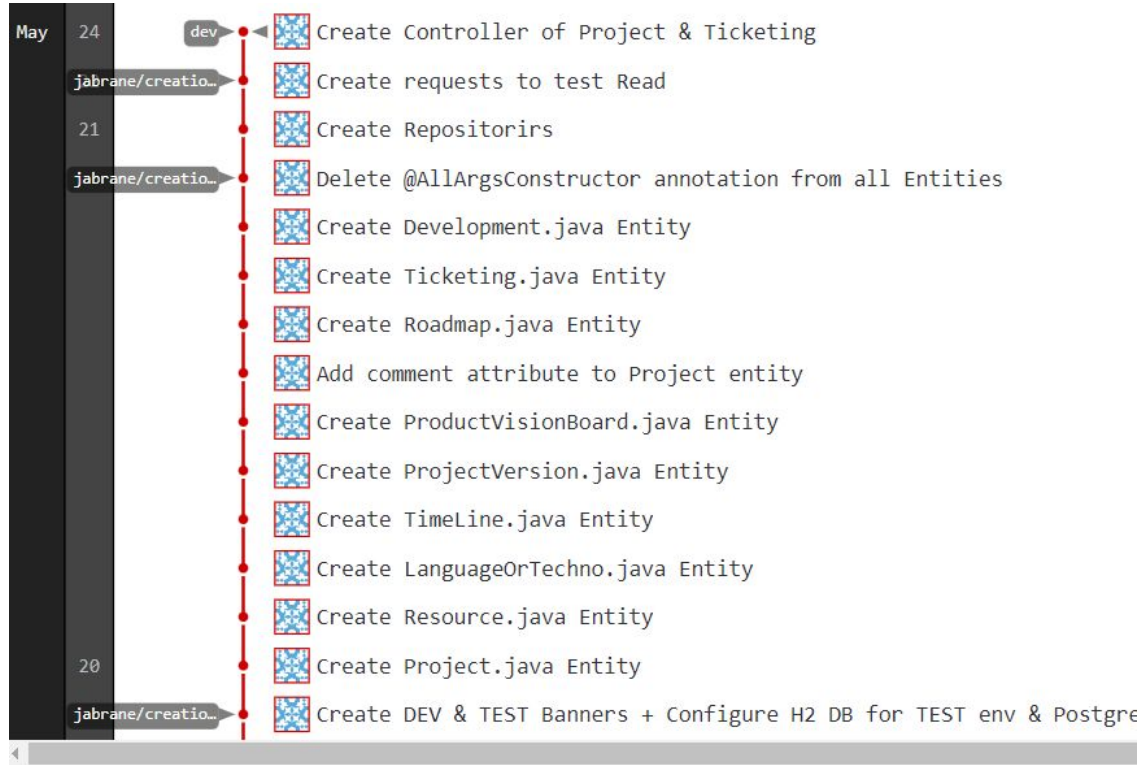 May 24 dev Create Controller of Project & Ticketing
jabrane/creatio… Create requests to test Read
21 Create Repositorirs
jabrane/creatio… Delete @AllArgsConstructor annotation from all Entities
Create Development.java Entity
Create Ticketing.java Entity
Create Roadmap.java Entity
Add comment attribute to Project entity
Create ProductVisionBoard.java Entity
Create ProjectVersion.java Entity
Create TimeLine.java Entity
Create LanguageOrTechno.java Entity
Create Resource.java Entity
20 Create Project.java Entity
jabrane/creatio… Create DEV & TEST Banners + Configure H2 DB for TEST env & Postgre